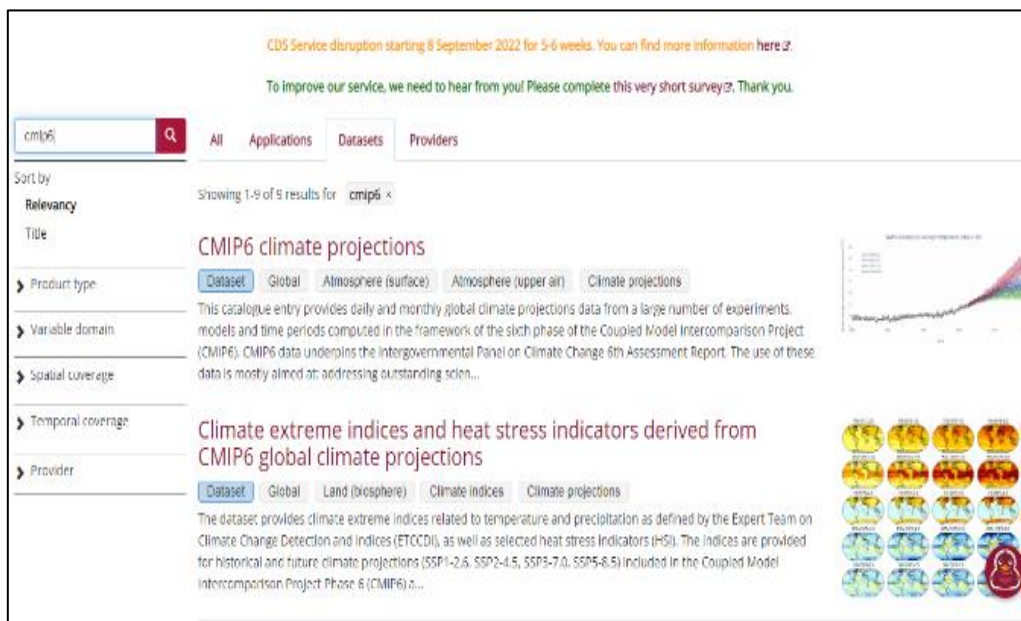 CDS Service disruption starting 8 September 2022 for 5-6 weeks. You can find more information here.
To improve our service, we need to hear from you! Please complete this very short survey. Thank you.
cmip6
All Applications Datasets Providers
Sort by
Relevancy
Title
Showing 1-9 of 9 results for cmip6 ×
Product type
Variable domain
Spatial coverage
Temporal coverage
Provider
CMIP6 climate projections
Dataset Global Atmosphere (surface) Atmosphere (upper air) Climate projections
This catalogue entry provides daily and monthly global climate projections data from a large number of experiments,
models and time periods computed in the framework of the sixth phase of the Coupled Model Intercomparison Project
(CMIP6). CMIP6 data underpins the Intergovernmental Panel on Climate Change 6th Assessment Report. The use of these
data is mostly aimed at: addressing outstanding scien...
Climate extreme indices and heat stress indicators derived from
CMIP6 global climate projections
Dataset Global Land (biosphere) Climate indices Climate projections
The dataset provides climate extreme indices related to temperature and precipitation as defined by the Expert Team on
Climate Change Detection and Indices (ETCCDI), as well as selected heat stress indicators (HSI). The indices are provided
for historical and future climate projections (SSP1-2.6, SSP2-4.5, SSP3-7.0, SSP5-8.5) included in the Coupled Model
Intercomparison Project Phase 6 (CMIP6) a...